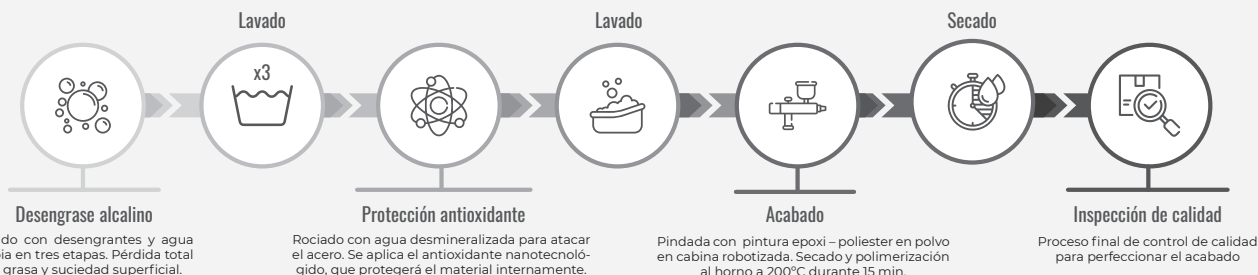 Lavado
Lavado
Secado
x3
Desengrase alcalino
do con desengrantes y agua
ia en tres etapas. Pérdida total
grasa y suciedad superficial.
Protección antioxidante
Rociado con agua desmineralizada para atacar
el acero. Se aplica el antioxidante nanotecnoló-
gido, que protegerá el material internamente.
Acabado
Pindada con pintura epoxi – poliester en polvo
en cabina robotizada. Secado y polimerización
al horno a 200ºC durante 15 min.
Inspección de calidad
Proceso final de control de calidad
para perfeccionar el acabado